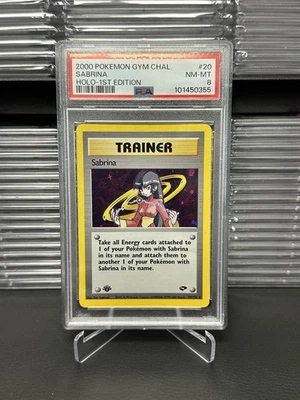 2000 POKEMON GYM CHAL #20
SABRINA NM-MT
HOLO-1ST EDITION 8
PSA 101450355
TRAINER
Sabrina
Take all Energy cards attached to
1 of your Pokémon with Sabrina
in its name and attach them to
another 1 of your Pokémon with
Sabrina in its name.